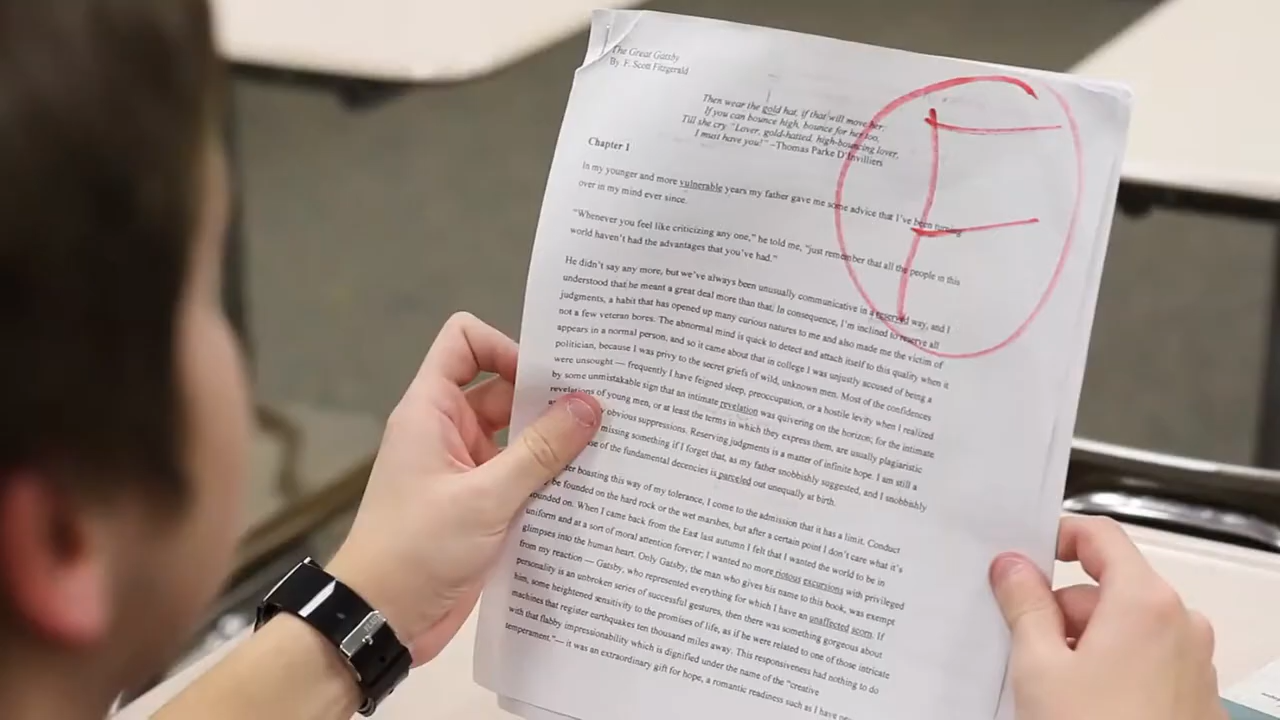 The Great Gatsby
By F. Scott Fitzgerald
F
Then wear the gold hat, if that will move her;
If you can bounce high, bounce for her too,
Till she cry "Lover, gold-hatted, high-bouncing lover,
I must have you!" –Thomas Parke D'Invilliers
Chapter 1
In my younger and more vulnerable years my father gave me some advice that I've been turning
over in my mind ever since.
"Whenever you feel like criticizing any one," he told me, "just remember that all the people in this
world haven't had the advantages that you've had."
He didn't say any more, but we've always been unusually communicative in a reserved way, and I
understood that he meant a great deal more than that. In consequence, I'm inclined to reserve all
judgments, a habit that has opened up many curious natures to me and also made me the victim of
not a few veteran bores. The abnormal mind is quick to detect and attach itself to this quality when it
appears in a normal person, and so it came about that in college I was unjustly accused of being a
politician, because I was privy to the secret griefs of wild, unknown men. Most of the confidences
were unsought — frequently I have feigned sleep, preoccupation, or a hostile levity when I realized
by some unmistakable sign that an intimate revelation was quivering on the horizon; for the intimate
revelations of young men, or at least the terms in which they express them, are usually plagiaristic
obvious suppressions. Reserving judgments is a matter of infinite hope. I am still a
missing something if I forget that, as my father snobbishly suggested, and I snobbishly
of the fundamental decencies is parceled out unequally at birth.
boasting this way of my tolerance, I come to the admission that it has a limit. Conduct
be founded on the hard rock or the wet marshes, but after a certain point I don't care what it's
founded on. When I came back from the East last autumn I felt that I wanted the world to be in
uniform and at a sort of moral attention forever; I wanted no more riotous excursions with privileged
glimpses into the human heart. Only Gatsby, the man who gives his name to this book, was exempt
from my reaction — Gatsby, who represented everything for which I have an unaffected scorn. If
personality is an unbroken series of successful gestures, then there was something gorgeous about
him, some heightened sensitivity to the promises of life, as if he were related to one of those intricate
machines that register earthquakes ten thousand miles away. This responsiveness had nothing to do
with that flabby impressionability which is dignified under the name of the "creative
temperament."— it was an extraordinary gift for hope, a romantic readiness such as I have